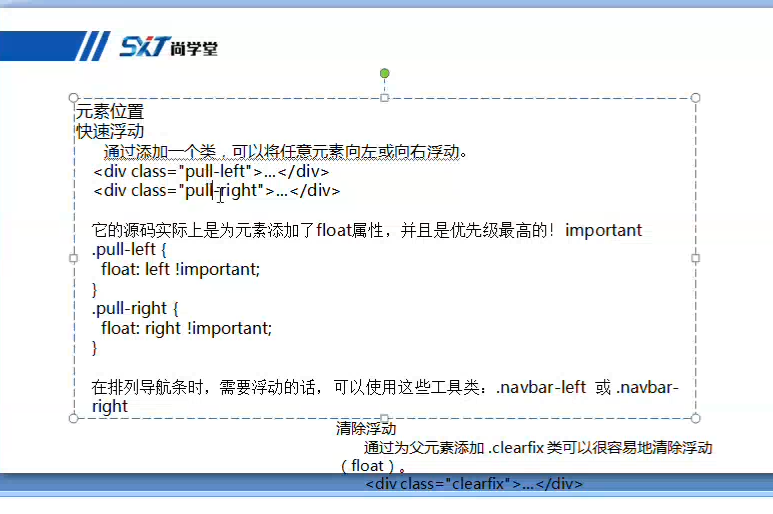 SXT尚学堂
元素位置
快速浮动
通过添加一个类，可以将任意元素向左或向右浮动。
<div class="pull-left">...</div>
<div class="pull-right">...</div>
它的源码实际上是为元素添加了float属性，并且是优先级最高的！important
.pull-left {
float: left !important;
}
.pull-right {
float: right !important;
}
在排列导航条时，需要浮动的话，可以使用这些工具类：.navbar-left 或 .navbar-
right
清除浮动
通过为父元素添加 .clearfix 类可以很容易地清除浮动
（float）。
<div class="clearfix">...</div>